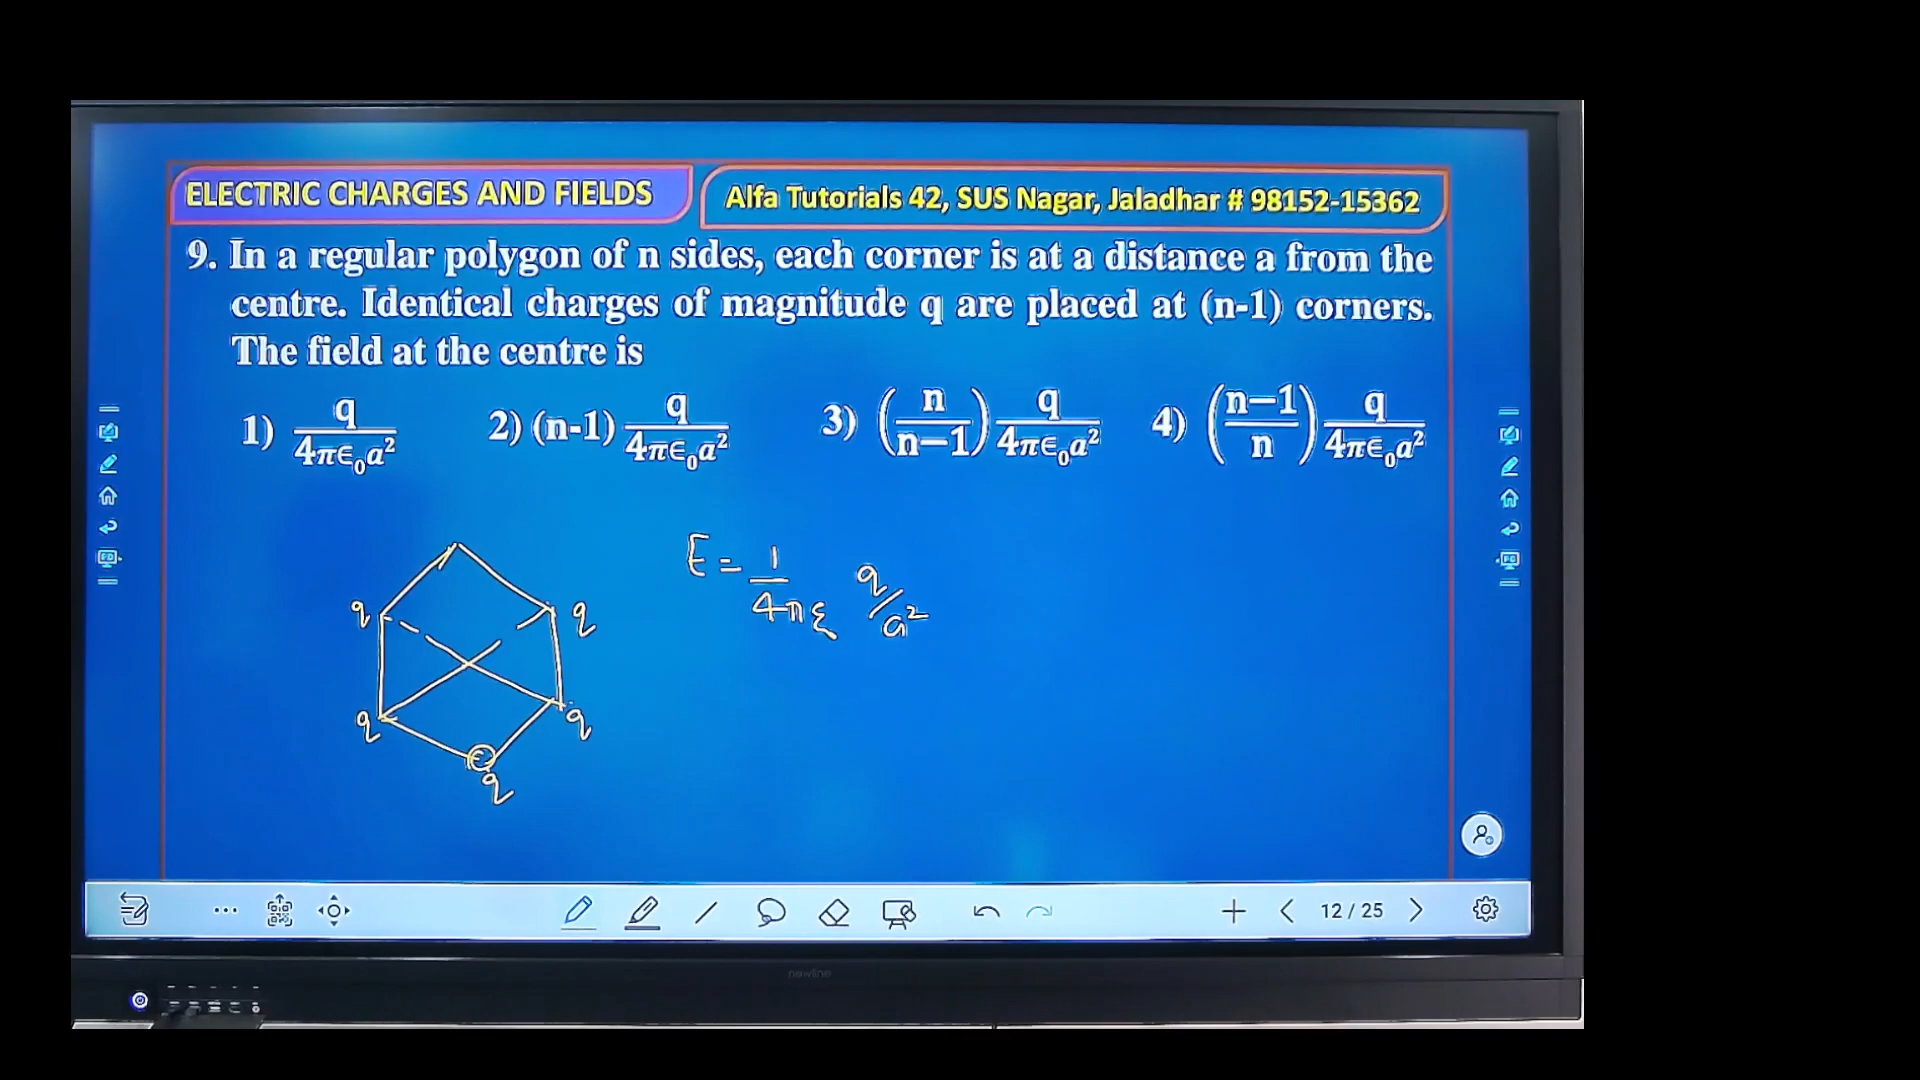 ELECTRIC CHARGES AND FIELDS
Alfa Tutorials 42, SUS Nagar, Jaladhar # 98152-15362
9. In a regular polygon of n sides, each corner is at a distance a from the
centre. Identical charges of magnitude q are placed at (n-1) corners.
The field at the centre is
1) q/4πϵ₀a² 2) (n-1) q/4πϵ₀a² 3) (n/n−1) q/4πϵ₀a² 4) (n−1/n) q/4πϵ₀a²
E = 1/4πε q/a²
q q
q q
q
12 / 25
newline